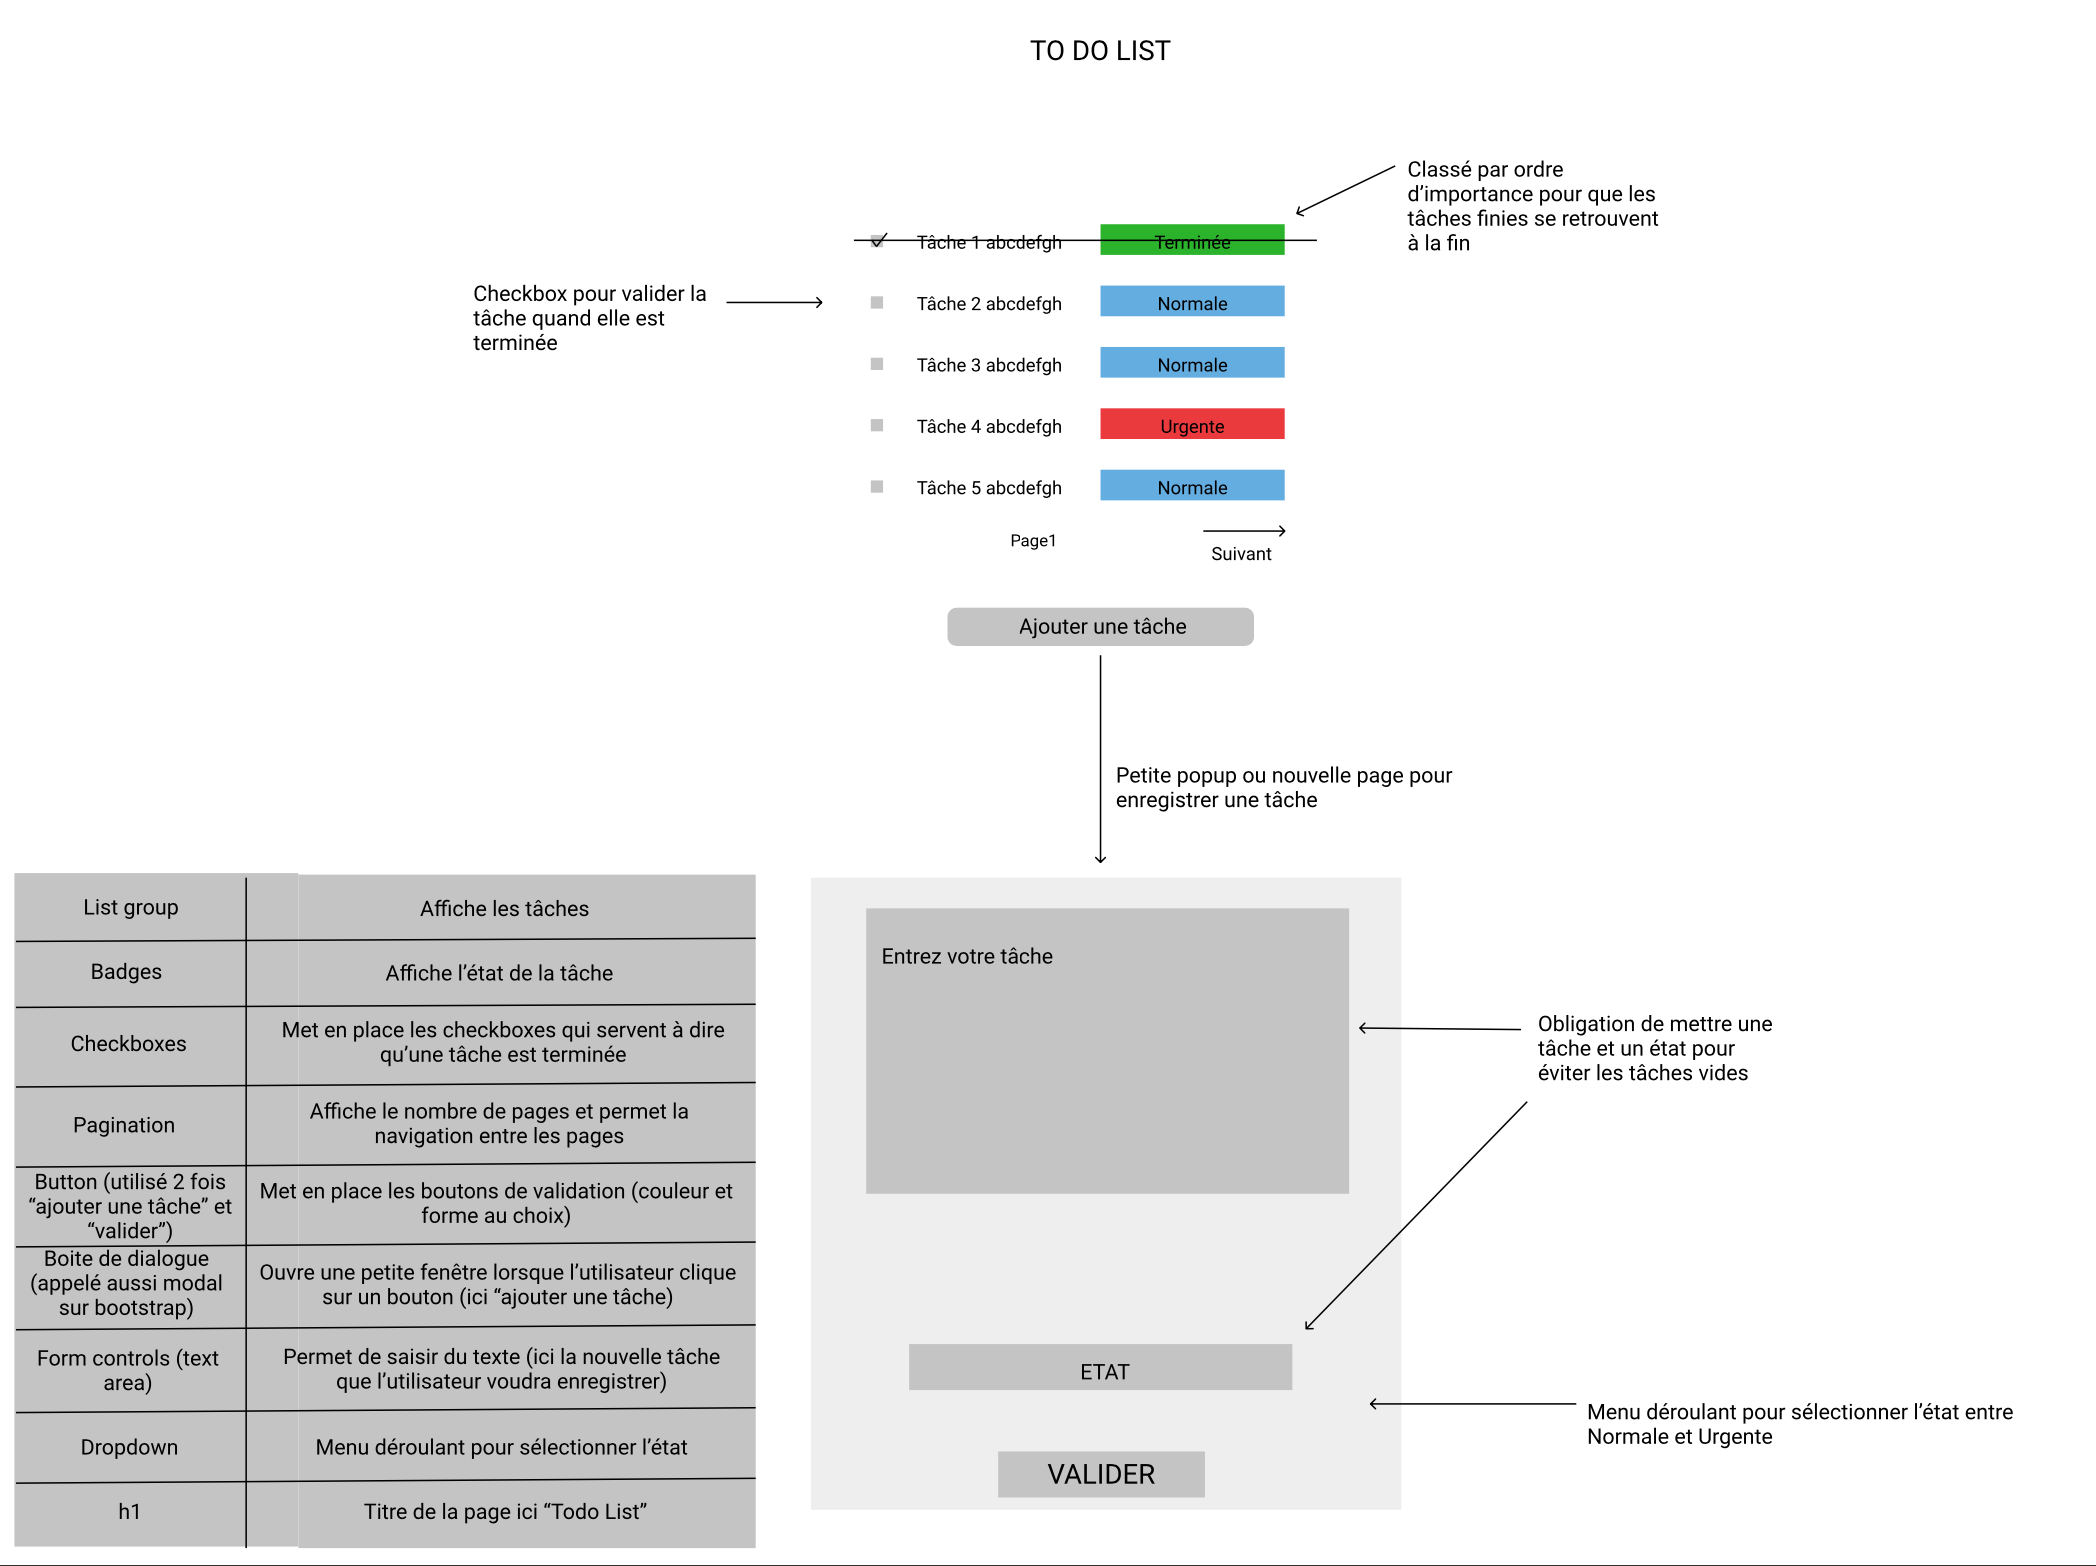 TO DO LIST
Classé par ordre
d’importance pour que les
tâches finies se retrouvent
à la fin
Tâche 1 abcdefgh
Terminée
Checkbox pour valider la
tâche quand elle est
terminée
Tâche 2 abcdefgh
Normale
Tâche 3 abcdefgh
Normale
Tâche 4 abcdefgh
Urgente
Tâche 5 abcdefgh
Normale
Page1
Suivant
Ajouter une tâche
Petite popup ou nouvelle page pour
enregistrer une tâche
List group
Affiche les tâches
Badges
Affiche l’état de la tâche
Checkboxes
Met en place les checkboxes qui servent à dire
qu’une tâche est terminée
Pagination
Affiche le nombre de pages et permet la
navigation entre les pages
Button (utilisé 2 fois
“ajouter une tâche” et
“valider”)
Met en place les boutons de validation (couleur et
forme au choix)
Boite de dialogue
(appelé aussi modal
sur bootstrap)
Ouvre une petite fenêtre lorsque l’utilisateur clique
sur un bouton (ici “ajouter une tâche)
Form controls (text
area)
Permet de saisir du texte (ici la nouvelle tâche
que l’utilisateur voudra enregistrer)
Dropdown
Menu déroulant pour sélectionner l’état
h1
Titre de la page ici “Todo List”
Entrez votre tâche
Obligation de mettre une
tâche et un état pour
éviter les tâches vides
ETAT
Menu déroulant pour sélectionner l’état entre
Normale et Urgente
VALIDER